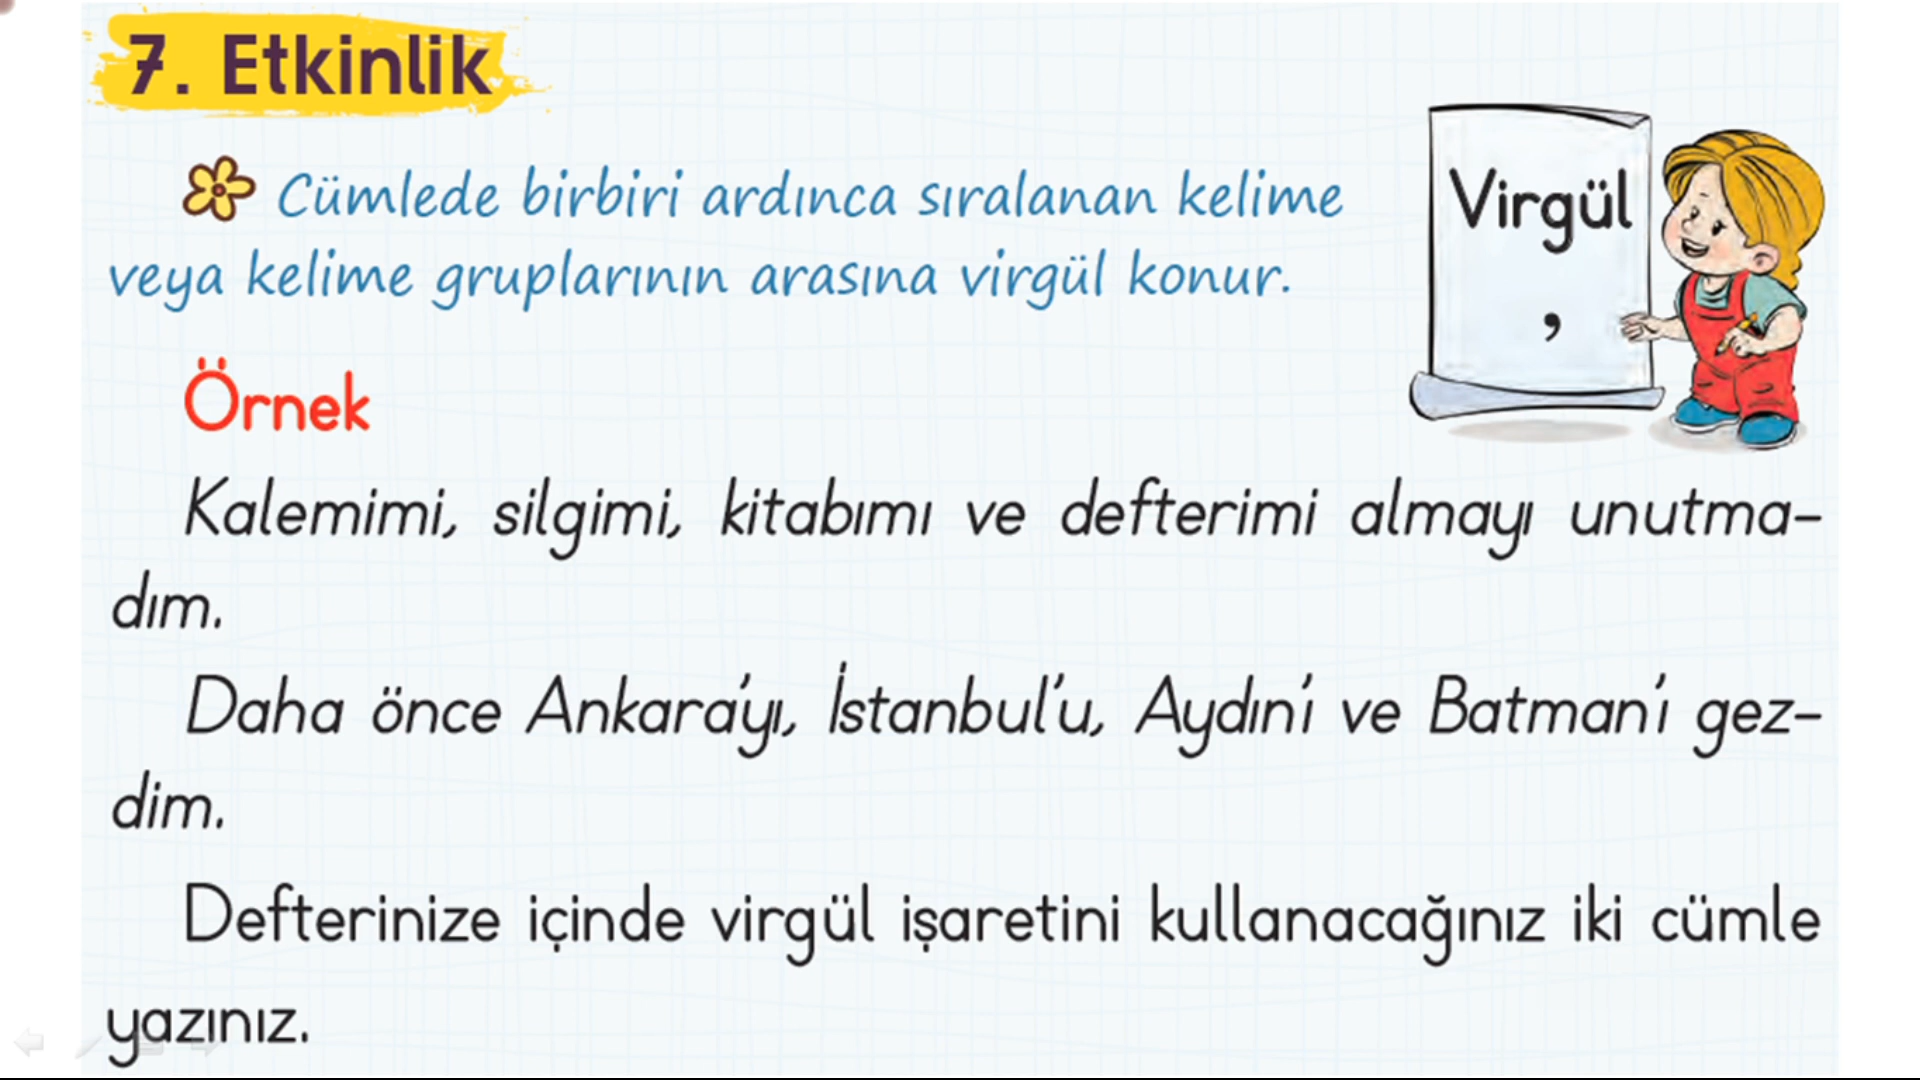 7. Etkinlik
Cümlede birbiri ardınca sıralanan kelime
veya kelime gruplarının arasına virgül konur.
Virgül
,
Örnek
Kalemimi, silgimi, kitabımı ve defterimi almayı unutma-
dım.
Daha önce Ankara'yı, İstanbul'u, Aydın'i ve Batman'i gez-
dim.
Defterinize içinde virgül işaretini kullanacağınız iki cümle
yazınız.